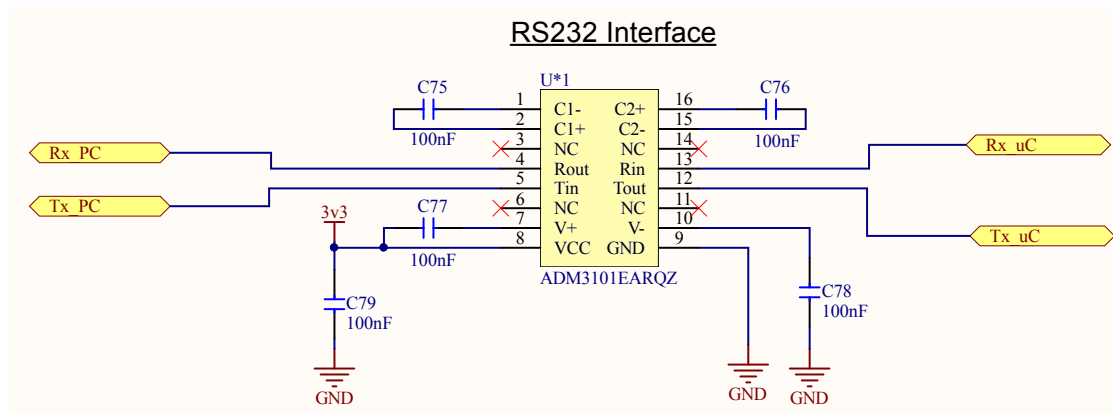 RS232 Interface
U*1
C75
100nF
C76
100nF
1 C1- C2+ 16
2 C1+ C2- 15
3 NC NC 14
4 Rout Rin 13
5 Tin Tout 12
6 NC NC 11
7 V+ V- 10
8 VCC GND 9
ADM3101EARQZ
Rx_PC
Tx_PC
Rx_uC
Tx_uC
3v3
C77
100nF
C79
100nF
C78
100nF
GND
GND
GND